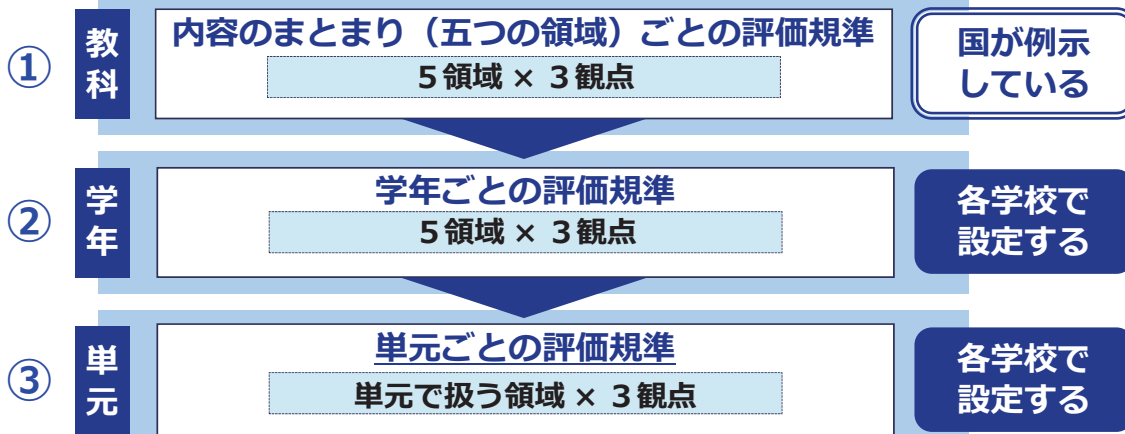 ①
教科
内容のまとまり（五つの領域）ごとの評価規準
５領域 × ３観点
国が例示
している
②
学年
学年ごとの評価規準
５領域 × ３観点
各学校で
設定する
③
単元
単元ごとの評価規準
単元で扱う領域 × ３観点
各学校で
設定する